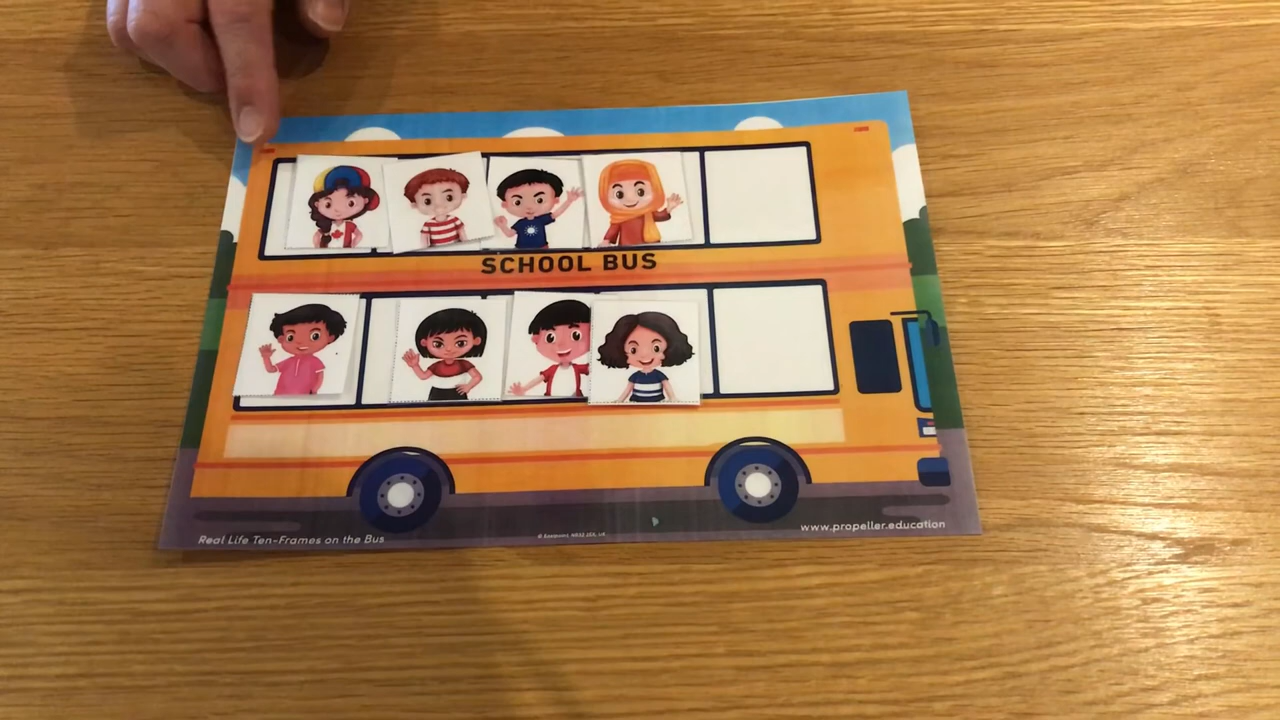 SCHOOL BUS
www.propeller.education
Real Life Ten-Frames on the Bus